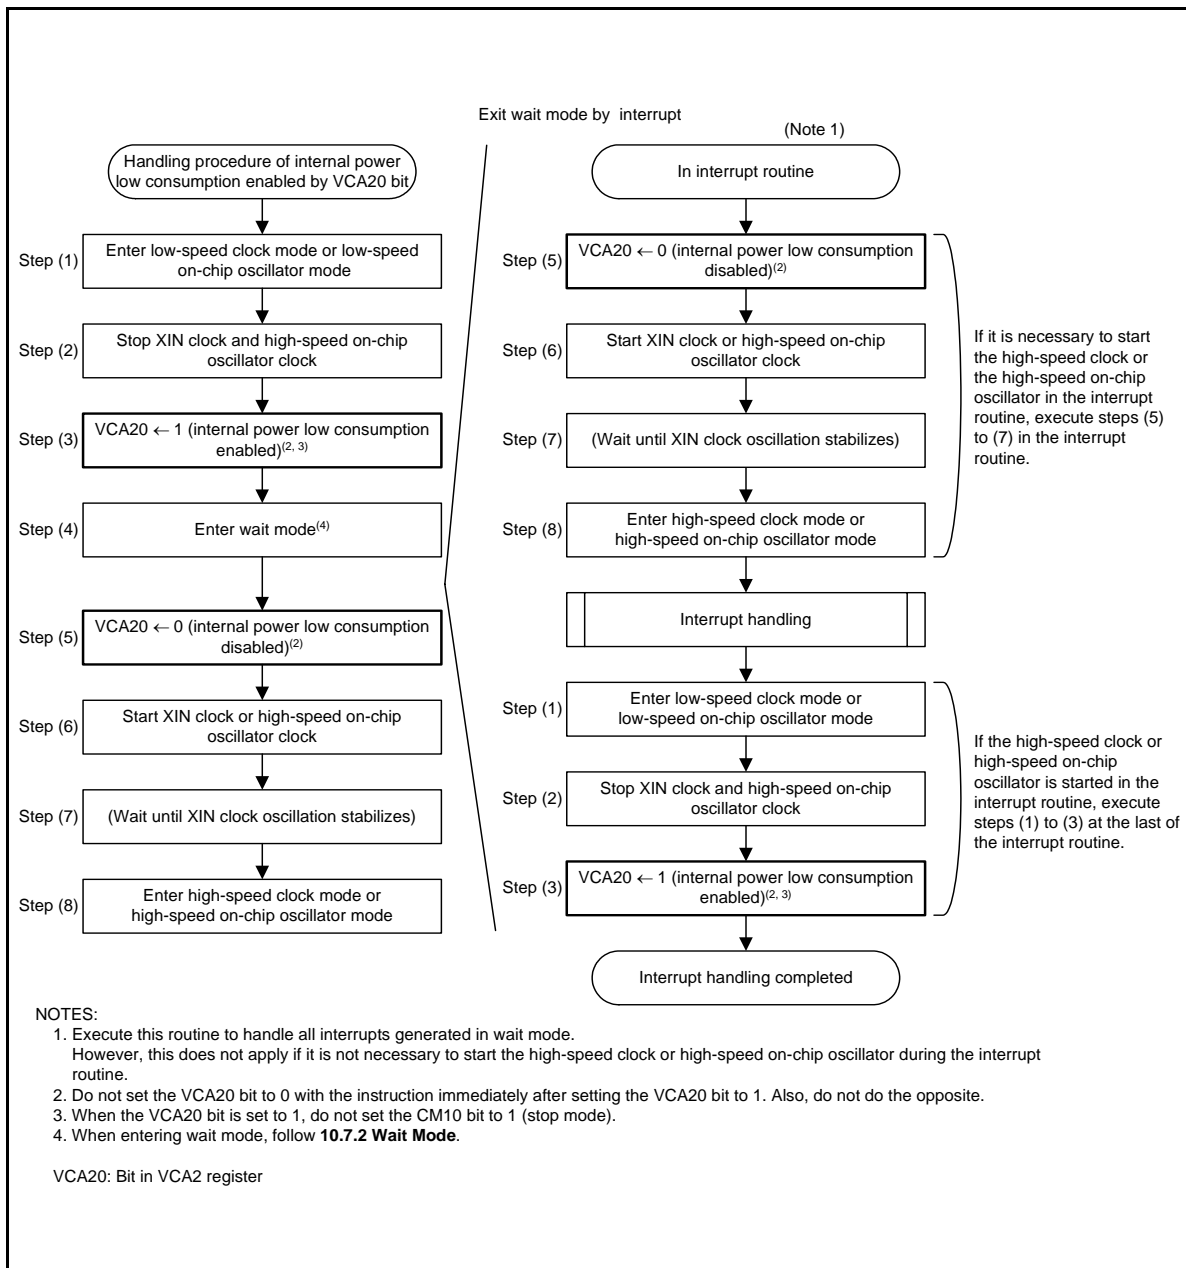 Exit wait mode by interrupt
(Note 1)
Handling procedure of internal power
low consumption enabled by VCA20 bit
Step (1)
Enter low-speed clock mode or low-speed
on-chip oscillator mode
Step (2)
Stop XIN clock and high-speed on-chip
oscillator clock
Step (3)
VCA20 ← 1 (internal power low consumption
enabled)(2, 3)
Step (4)
Enter wait mode(4)
Step (5)
VCA20 ← 0 (internal power low consumption
disabled)(2)
Step (6)
Start XIN clock or high-speed on-chip
oscillator clock
Step (7)
(Wait until XIN clock oscillation stabilizes)
Step (8)
Enter high-speed clock mode or
high-speed on-chip oscillator mode
In interrupt routine
Step (5)
VCA20 ← 0 (internal power low consumption
disabled)(2)
Step (6)
Start XIN clock or high-speed on-chip
oscillator clock
Step (7)
(Wait until XIN clock oscillation stabilizes)
Step (8)
Enter high-speed clock mode or
high-speed on-chip oscillator mode
If it is necessary to start
the high-speed clock or
the high-speed on-chip
oscillator in the interrupt
routine, execute steps (5)
to (7) in the interrupt
routine.
Interrupt handling
Step (1)
Enter low-speed clock mode or
low-speed on-chip oscillator mode
Step (2)
Stop XIN clock and high-speed on-chip
oscillator clock
Step (3)
VCA20 ← 1 (internal power low consumption
enabled)(2, 3)
If the high-speed clock or
high-speed on-chip
oscillator is started in the
interrupt routine, execute
steps (1) to (3) at the last of
the interrupt routine.
Interrupt handling completed
NOTES:
1. Execute this routine to handle all interrupts generated in wait mode.
However, this does not apply if it is not necessary to start the high-speed clock or high-speed on-chip oscillator during the interrupt
routine.
2. Do not set the VCA20 bit to 0 with the instruction immediately after setting the VCA20 bit to 1. Also, do not do the opposite.
3. When the VCA20 bit is set to 1, do not set the CM10 bit to 1 (stop mode).
4. When entering wait mode, follow 10.7.2 Wait Mode.
VCA20: Bit in VCA2 register